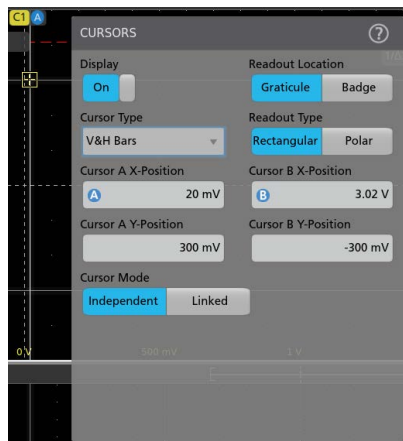 C1 A
CURSORS ?
Display Readout Location
On Graticule Badge
Cursor Type Readout Type
V&H Bars Rectangular Polar
Cursor A X-Position Cursor B X-Position
A 20 mV B 3.02 V
Cursor A Y-Position Cursor B Y-Position
300 mV -300 mV
Cursor Mode
Independent Linked
0 V 500 mV 1 V